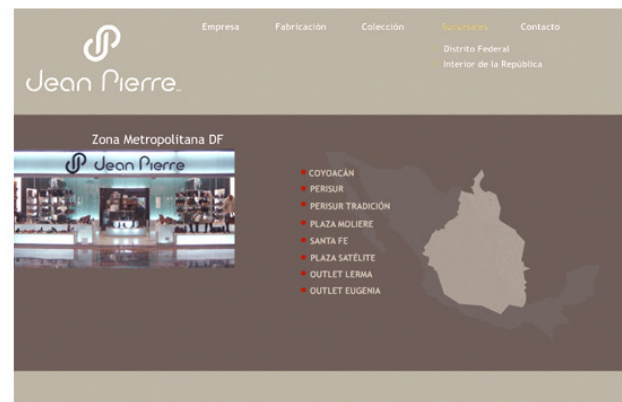 Empresa Fabricación Colección Sucursales Contacto
Distrito Federal
Interior de la República
Jean Pierre
Zona Metropolitana DF
Jean Pierre
COYOACÁN
PERISUR
PERISUR TRADICIÓN
PLAZA MOLIERE
SANTA FE
PLAZA SATÉLITE
OUTLET LERMA
OUTLET EUGENIA